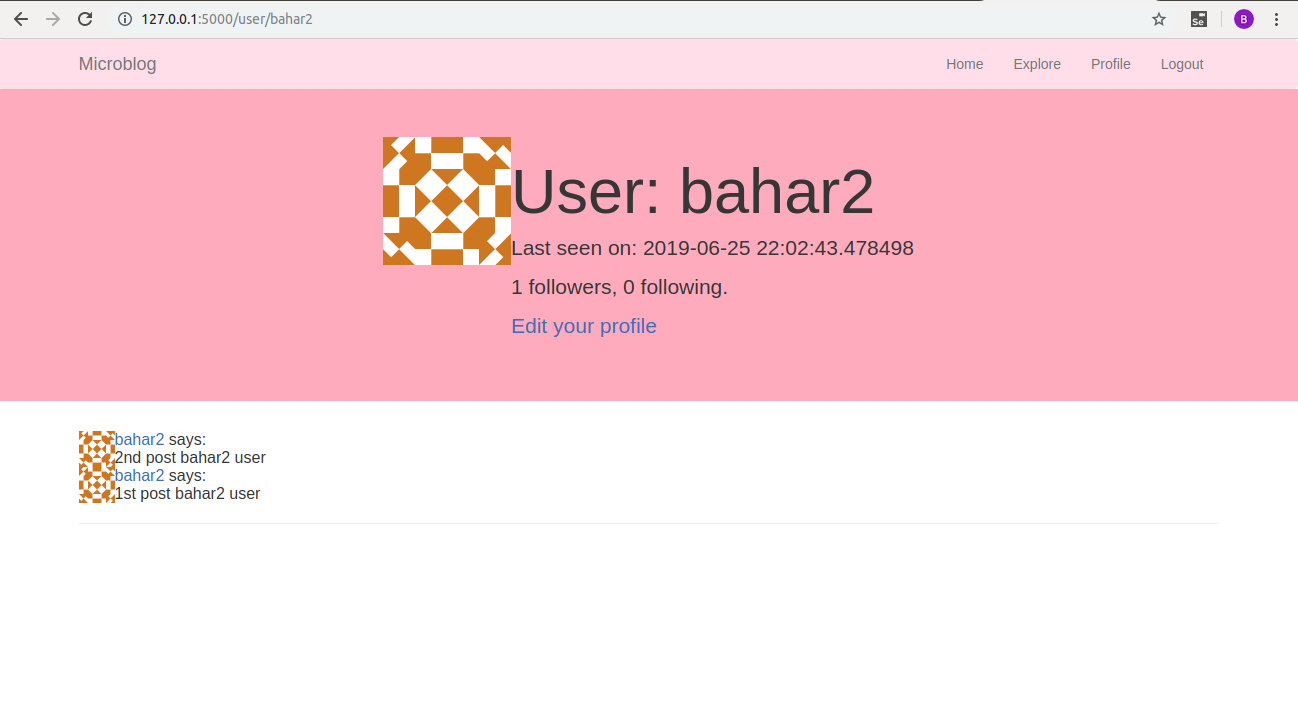 127.0.0.1:5000/user/bahar2
Se
B
Microblog Home Explore Profile Logout
User: bahar2
Last seen on: 2019-06-25 22:02:43.478498
1 followers, 0 following.
Edit your profile
bahar2 says:
2nd post bahar2 user
bahar2 says:
1st post bahar2 user